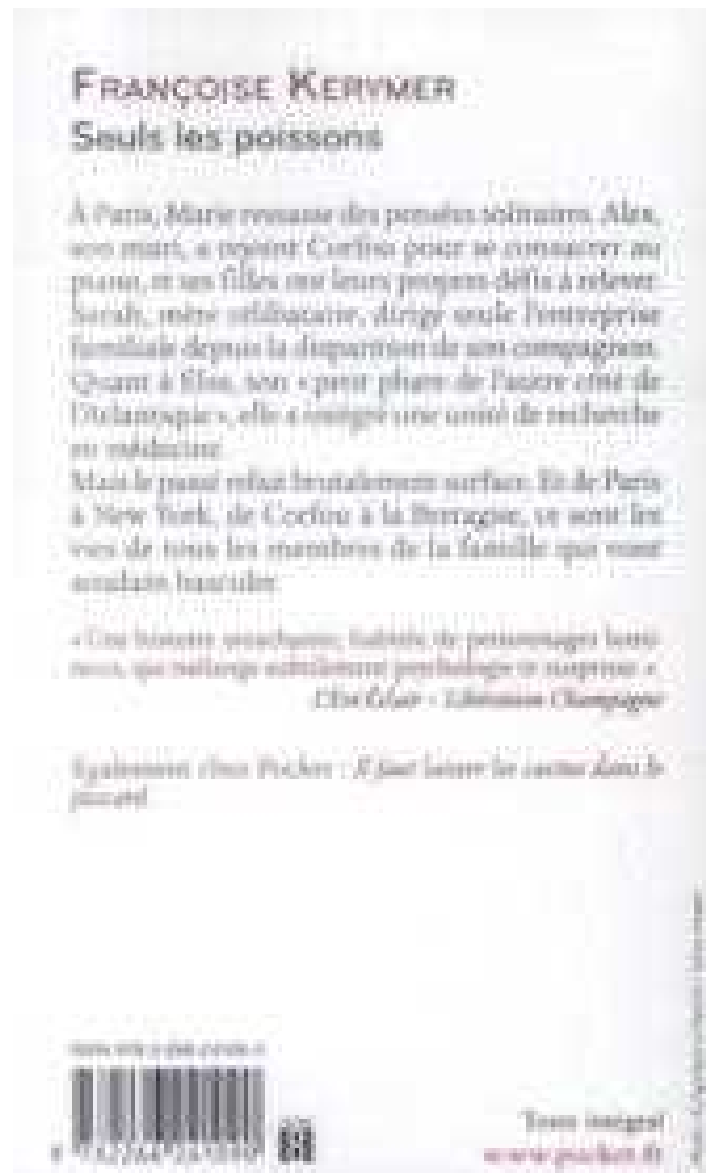 FRANÇOISE KERYMER
Seuls les poissons
À Paris, Marie ressasse des pensées solitaires. Alex,
son mari, a rejoint Corfou pour se consacrer au
piano, et ses filles ont leurs propres défis à relever.
Sarah, mère célibataire, dirige seule l'entreprise
familiale depuis la disparition de son compagnon.
Quant à Elsa, son « petit phare de l'autre côté de
l'Atlantique », elle a intégré une unité de recherche
en médecine.
Mais le passé refait brutalement surface. Et de Paris
à New York, de Corfou à la Bretagne, ce sont les
vies de tous les membres de la famille qui vont
soudain basculer.
« Une histoire attachante, habitée de personnages lumi-
neux, qui mélange subtilement psychologie et suspense. »
L'Est Éclair – Libération Champagne
Également chez Pocket : Il faut laisser les cactus dans le
placard
Texte intégral
www.pocket.fr